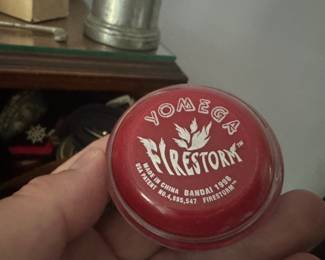 YOMEGA
FIRESTORM™
MADE IN CHINA BANDAI 1998
USA PATENT NO.4,895,547 FIRESTORM™